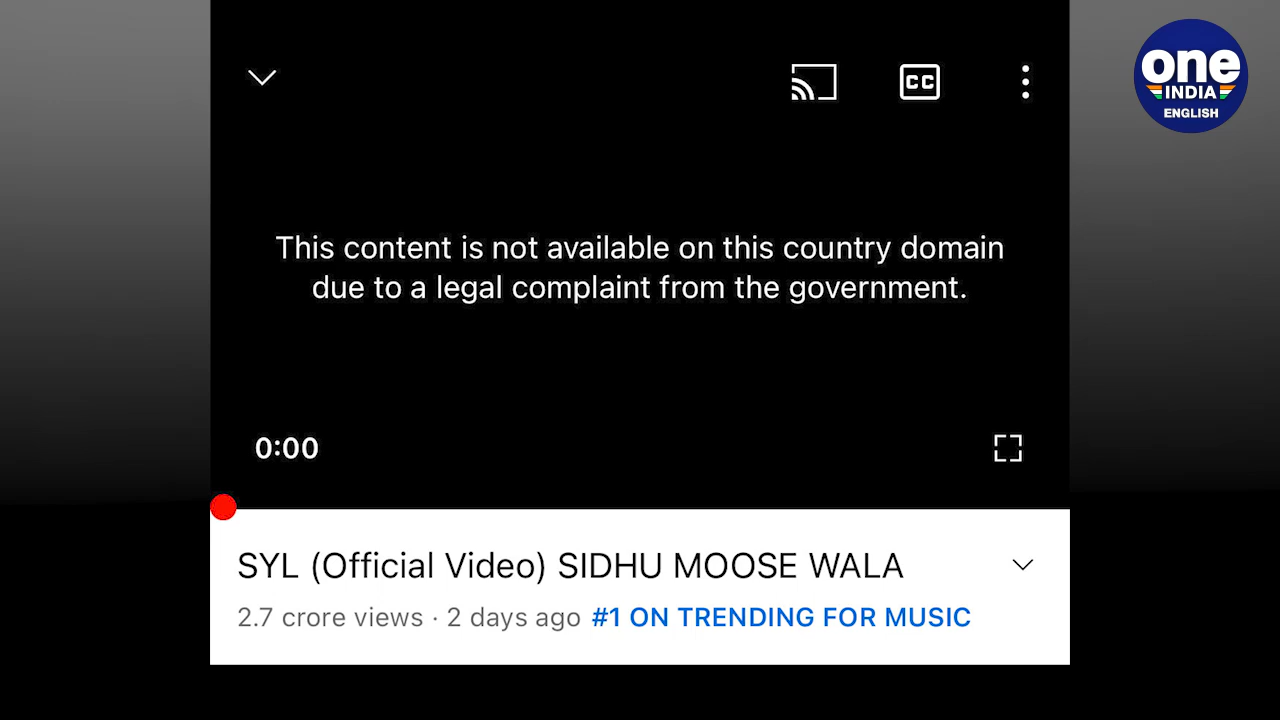 one
INDIA
ENGLISH
CC
This content is not available on this country domain
due to a legal complaint from the government.
0:00
SYL (Official Video) SIDHU MOOSE WALA
2.7 crore views · 2 days ago #1 ON TRENDING FOR MUSIC